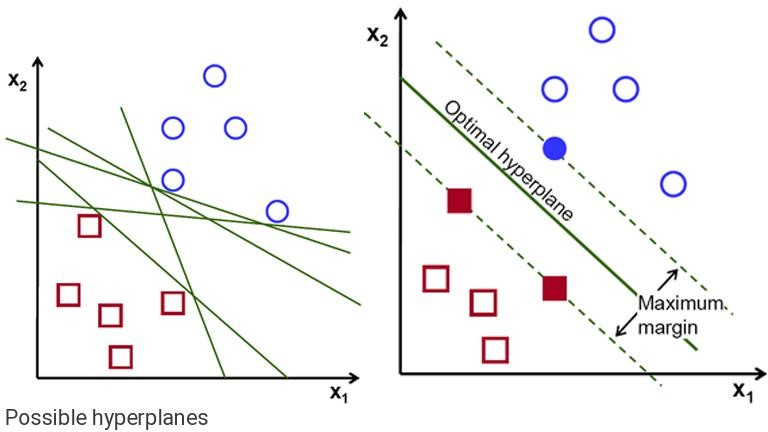 x₂
x₁
Possible hyperplanes
x₂
Optimal hyperplane
Maximum
margin
x₁